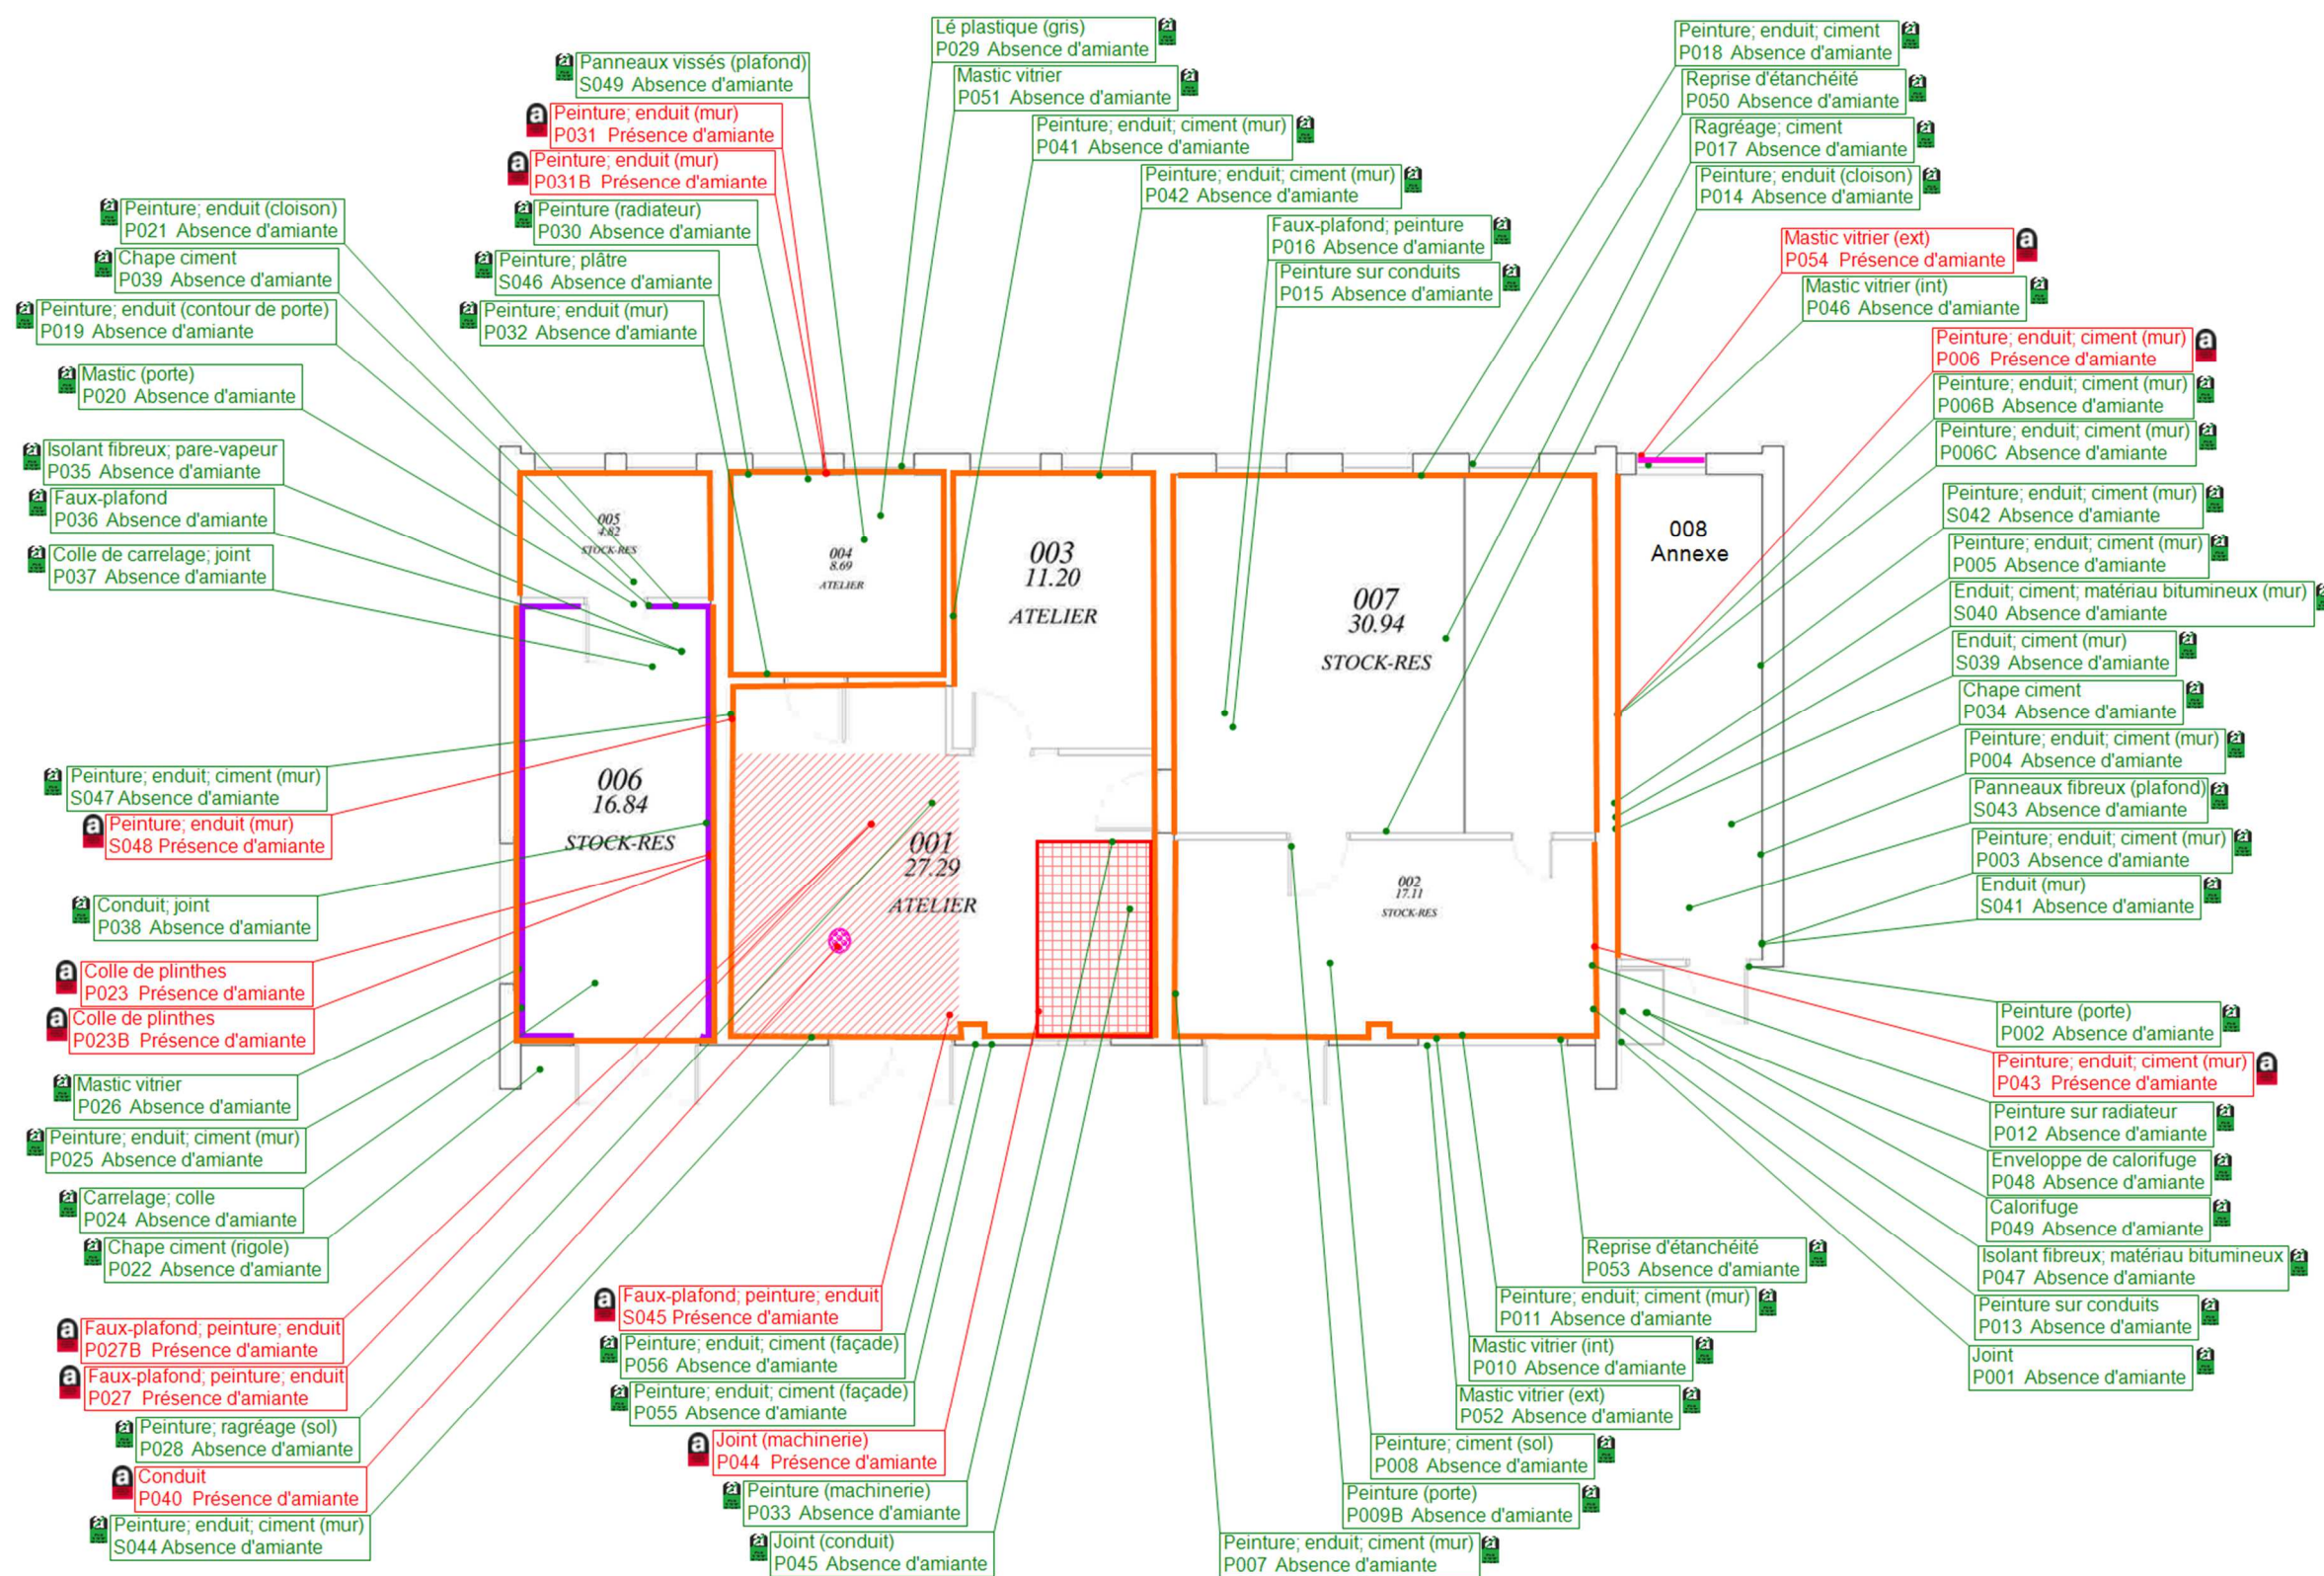 Lé plastique (gris)
P029 Absence d'amiante
Mastic vitrier
P051 Absence d'amiante
Panneaux vissés (plafond)
S049 Absence d'amiante
Peinture; enduit (mur)
P031 Présence d'amiante
Peinture; enduit (mur)
P031B Présence d'amiante
Peinture (radiateur)
P030 Absence d'amiante
Peinture; plâtre
S046 Absence d'amiante
Peinture; enduit (mur)
P032 Absence d'amiante
Peinture; enduit; ciment (mur)
P041 Absence d'amiante
Peinture; enduit; ciment (mur)
P042 Absence d'amiante
Faux-plafond; peinture
P016 Absence d'amiante
Peinture sur conduits
P015 Absence d'amiante
Peinture; enduit; ciment
P018 Absence d'amiante
Reprise d'étanchéité
P050 Absence d'amiante
Ragréage; ciment
P017 Absence d'amiante
Peinture; enduit (cloison)
P014 Absence d'amiante
Mastic vitrier (ext)
P054 Présence d'amiante
Mastic vitrier (int)
P046 Absence d'amiante
Peinture; enduit; ciment (mur)
P006 Présence d'amiante
Peinture; enduit; ciment (mur)
P006B Absence d'amiante
Peinture; enduit; ciment (mur)
P006C Absence d'amiante
Peinture; enduit; ciment (mur)
S042 Absence d'amiante
Peinture; enduit; ciment (mur)
P005 Absence d'amiante
Enduit; ciment; matériau bitumineux (mur)
S040 Absence d'amiante
Enduit; ciment (mur)
S039 Absence d'amiante
Chape ciment
P034 Absence d'amiante
Peinture; enduit; ciment (mur)
P004 Absence d'amiante
Panneaux fibreux (plafond)
S043 Absence d'amiante
Peinture; enduit; ciment (mur)
P003 Absence d'amiante
Enduit (mur)
S041 Absence d'amiante
Peinture; enduit (cloison)
P021 Absence d'amiante
Chape ciment
P039 Absence d'amiante
Peinture; enduit (contour de porte)
P019 Absence d'amiante
Mastic (porte)
P020 Absence d'amiante
Isolant fibreux; pare-vapeur
P035 Absence d'amiante
Faux-plafond
P036 Absence d'amiante
Colle de carrelage; joint
P037 Absence d'amiante
005
4.82
STOCK-RES
004
8.69
ATELIER
003
11.20
ATELIER
007
30.94
STOCK-RES
008
Annexe
006
16.84
STOCK-RES
001
27.29
ATELIER
002
17.11
STOCK-RES
Peinture; enduit; ciment (mur)
S047 Absence d'amiante
Peinture; enduit (mur)
S048 Présence d'amiante
Conduit; joint
P038 Absence d'amiante
Colle de plinthes
P023 Présence d'amiante
Colle de plinthes
P023B Présence d'amiante
Mastic vitrier
P026 Absence d'amiante
Peinture; enduit; ciment (mur)
P025 Absence d'amiante
Carrelage; colle
P024 Absence d'amiante
Chape ciment (rigole)
P022 Absence d'amiante
Faux-plafond; peinture; enduit
P027B Présence d'amiante
Faux-plafond; peinture; enduit
P027 Présence d'amiante
Peinture; ragréage (sol)
P028 Absence d'amiante
Conduit
P040 Présence d'amiante
Peinture; enduit; ciment (mur)
S044 Absence d'amiante
Faux-plafond; peinture; enduit
S045 Présence d'amiante
Peinture; enduit; ciment (façade)
P056 Absence d'amiante
Peinture; enduit; ciment (façade)
P055 Absence d'amiante
Joint (machinerie)
P044 Présence d'amiante
Peinture (machinerie)
P033 Absence d'amiante
Joint (conduit)
P045 Absence d'amiante
Peinture (porte)
P002 Absence d'amiante
Peinture; enduit; ciment (mur)
P043 Présence d'amiante
Peinture sur radiateur
P012 Absence d'amiante
Enveloppe de calorifuge
P048 Absence d'amiante
Calorifuge
P049 Absence d'amiante
Isolant fibreux; matériau bitumineux
P047 Absence d'amiante
Peinture sur conduits
P013 Absence d'amiante
Joint
P001 Absence d'amiante
Reprise d'étanchéité
P053 Absence d'amiante
Peinture; enduit; ciment (mur)
P011 Absence d'amiante
Mastic vitrier (int)
P010 Absence d'amiante
Mastic vitrier (ext)
P052 Absence d'amiante
Peinture; ciment (sol)
P008 Absence d'amiante
Peinture (porte)
P009B Absence d'amiante
Peinture; enduit; ciment (mur)
P007 Absence d'amiante